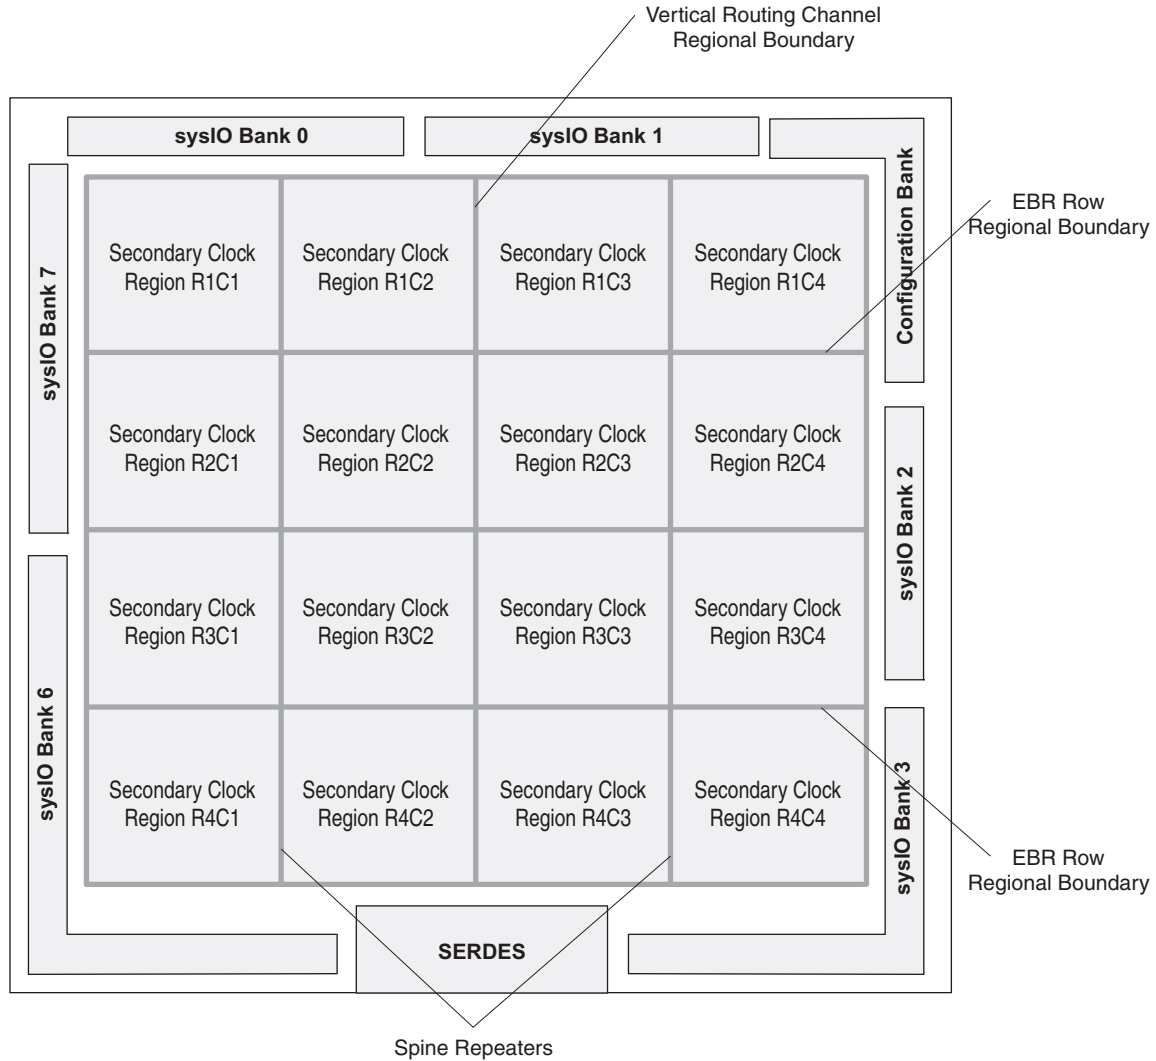 Vertical Routing Channel
Regional Boundary
sysIO Bank 0
sysIO Bank 1
Configuration Bank
EBR Row
Regional Boundary
sysIO Bank 7
Secondary Clock
Region R1C1
Secondary Clock
Region R1C2
Secondary Clock
Region R1C3
Secondary Clock
Region R1C4
Secondary Clock
Region R2C1
Secondary Clock
Region R2C2
Secondary Clock
Region R2C3
Secondary Clock
Region R2C4
sysIO Bank 2
Secondary Clock
Region R3C1
Secondary Clock
Region R3C2
Secondary Clock
Region R3C3
Secondary Clock
Region R3C4
sysIO Bank 6
Secondary Clock
Region R4C1
Secondary Clock
Region R4C2
Secondary Clock
Region R4C3
Secondary Clock
Region R4C4
sysIO Bank 3
EBR Row
Regional Boundary
SERDES
Spine Repeaters